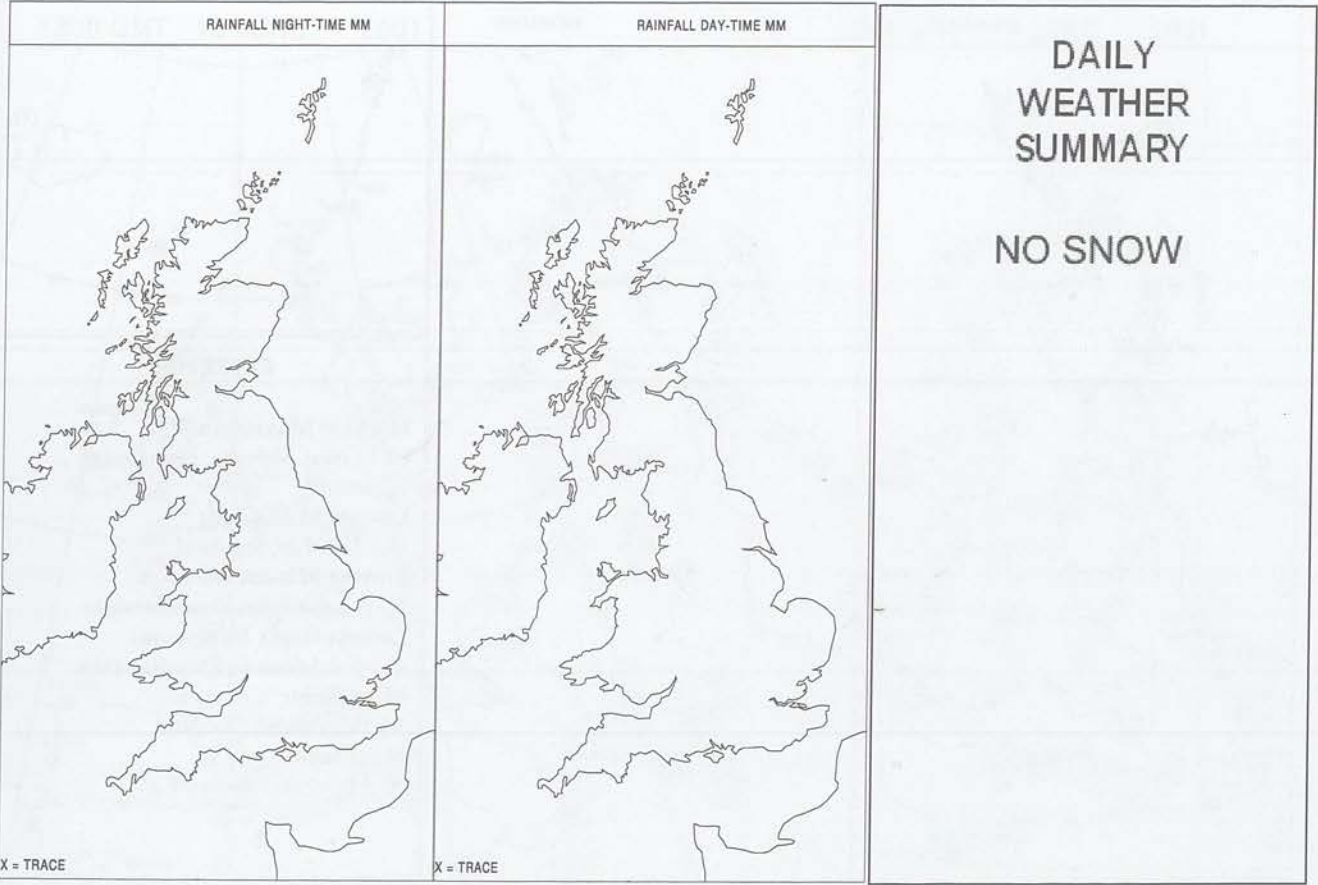 RAINFALL NIGHT-TIME MM
RAINFALL DAY-TIME MM
DAILY
WEATHER
SUMMARY
NO SNOW
X = TRACE
X = TRACE